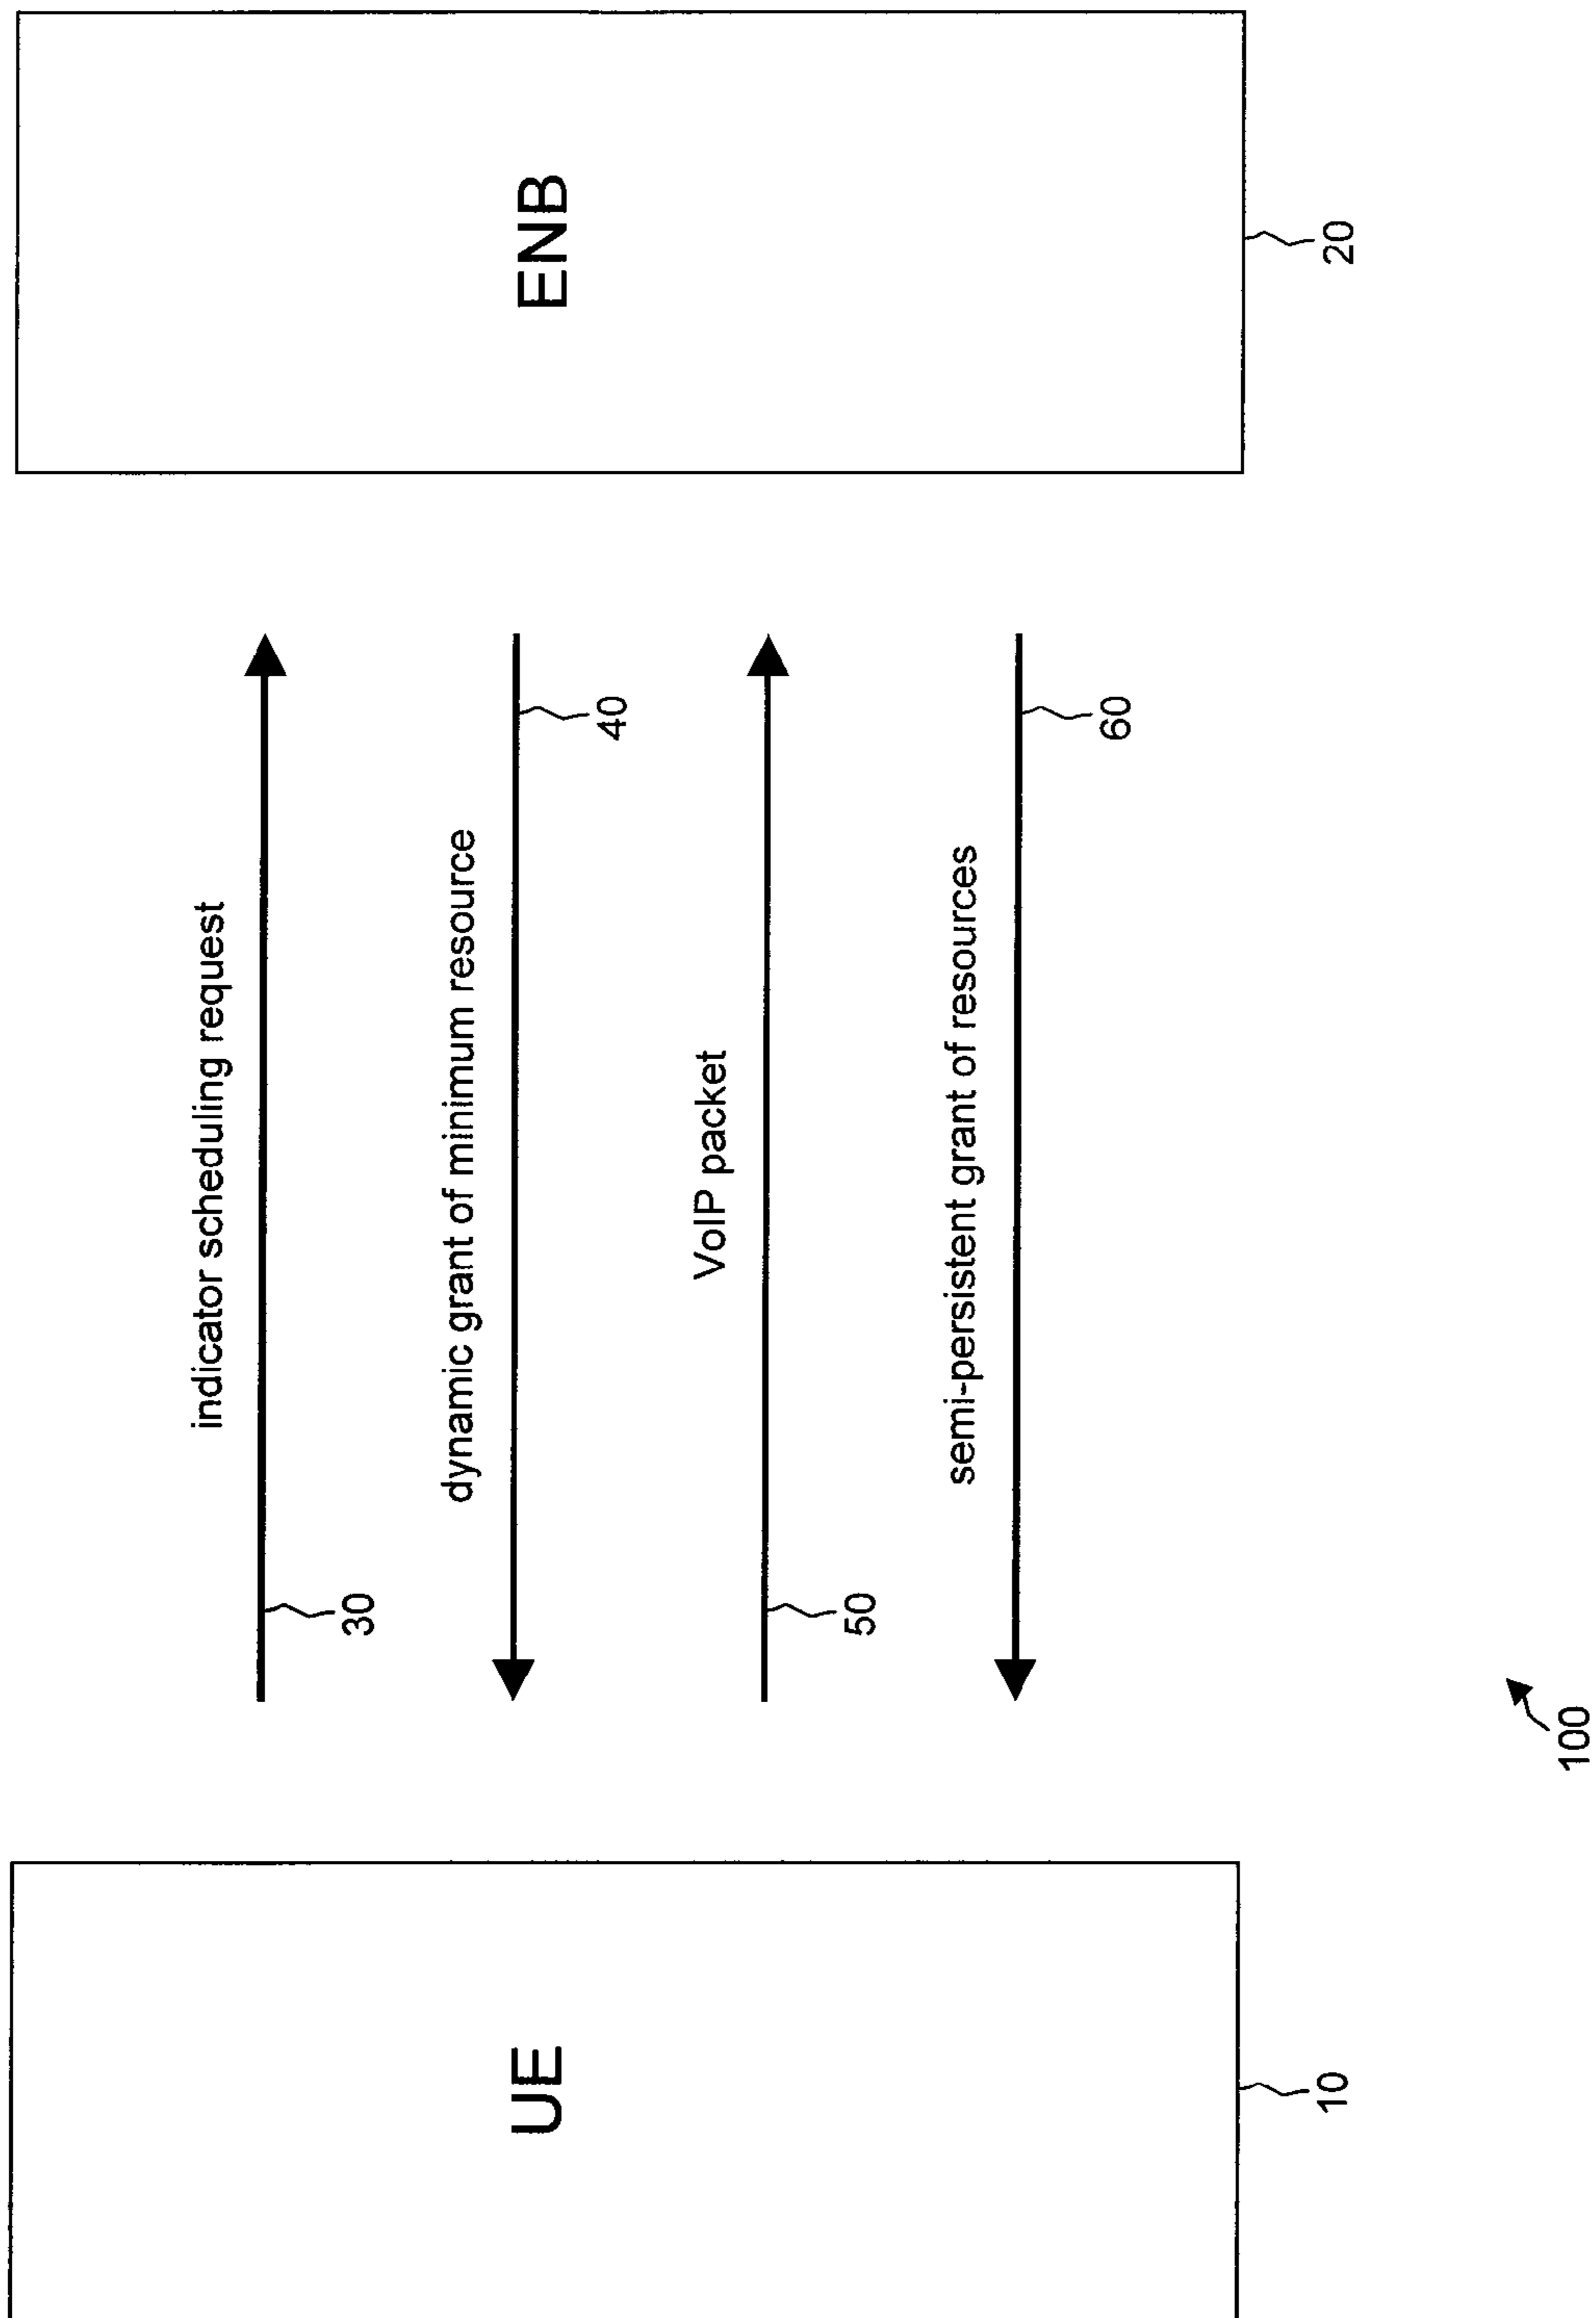 UE
ENB
indicator scheduling request
30
dynamic grant of minimum resource
40
VoIP packet
50
semi-persistent grant of resources
60
10
20
100